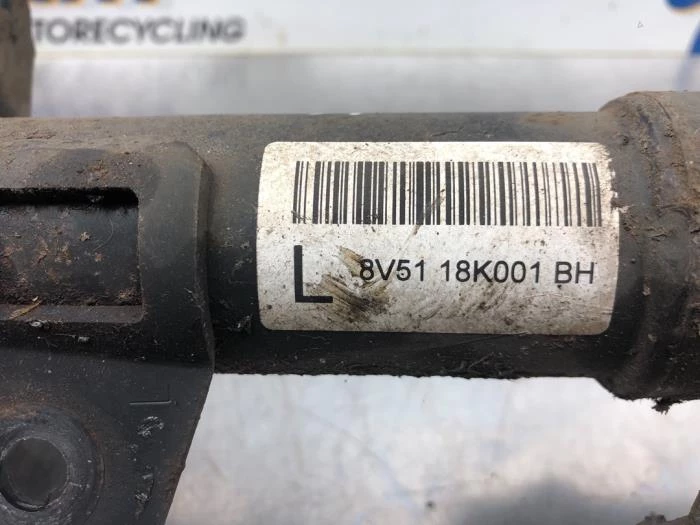 TORECYCLING
L 8V51 18K001 BH
L